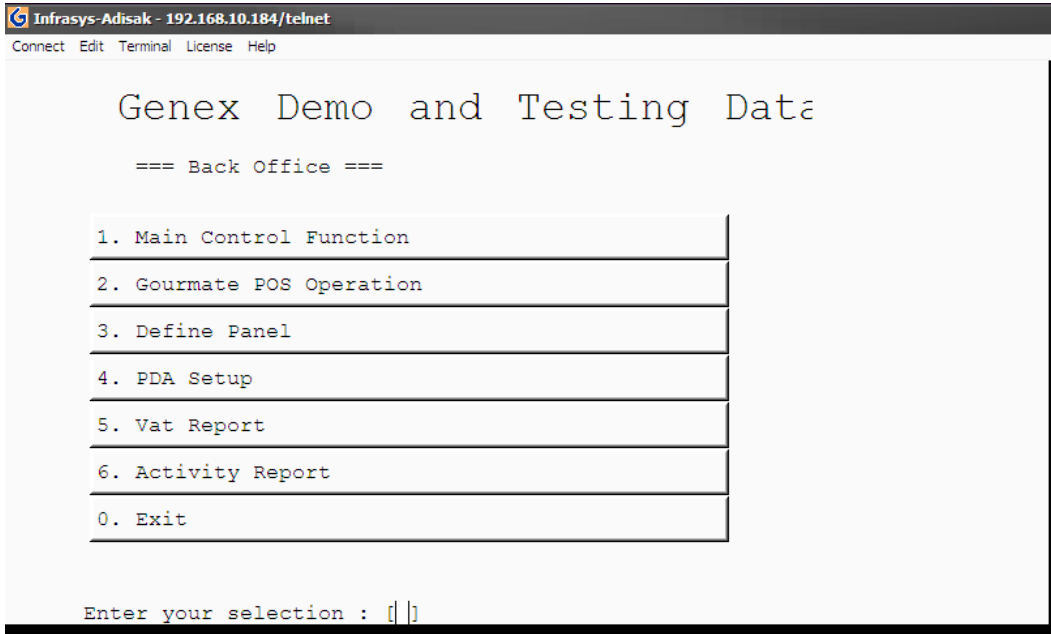 Infrasys-Adisak - 192.168.10.184/telnet
Connect Edit Terminal License Help
Genex Demo and Testing Data
=== Back Office ===
1. Main Control Function
2. Gourmate POS Operation
3. Define Panel
4. PDA Setup
5. Vat Report
6. Activity Report
0. Exit
Enter your selection : [ ]